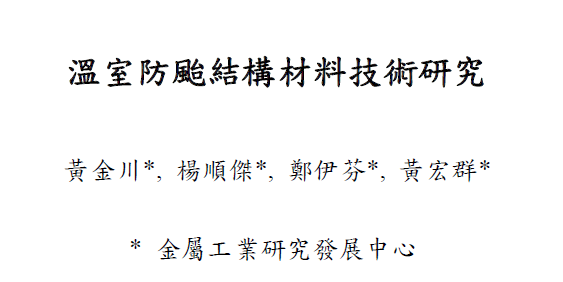 溫室防颱結構材料技術研究
黃金川*, 楊順傑*, 鄭伊芬*, 黃宏群*
* 金屬工業研究發展中心